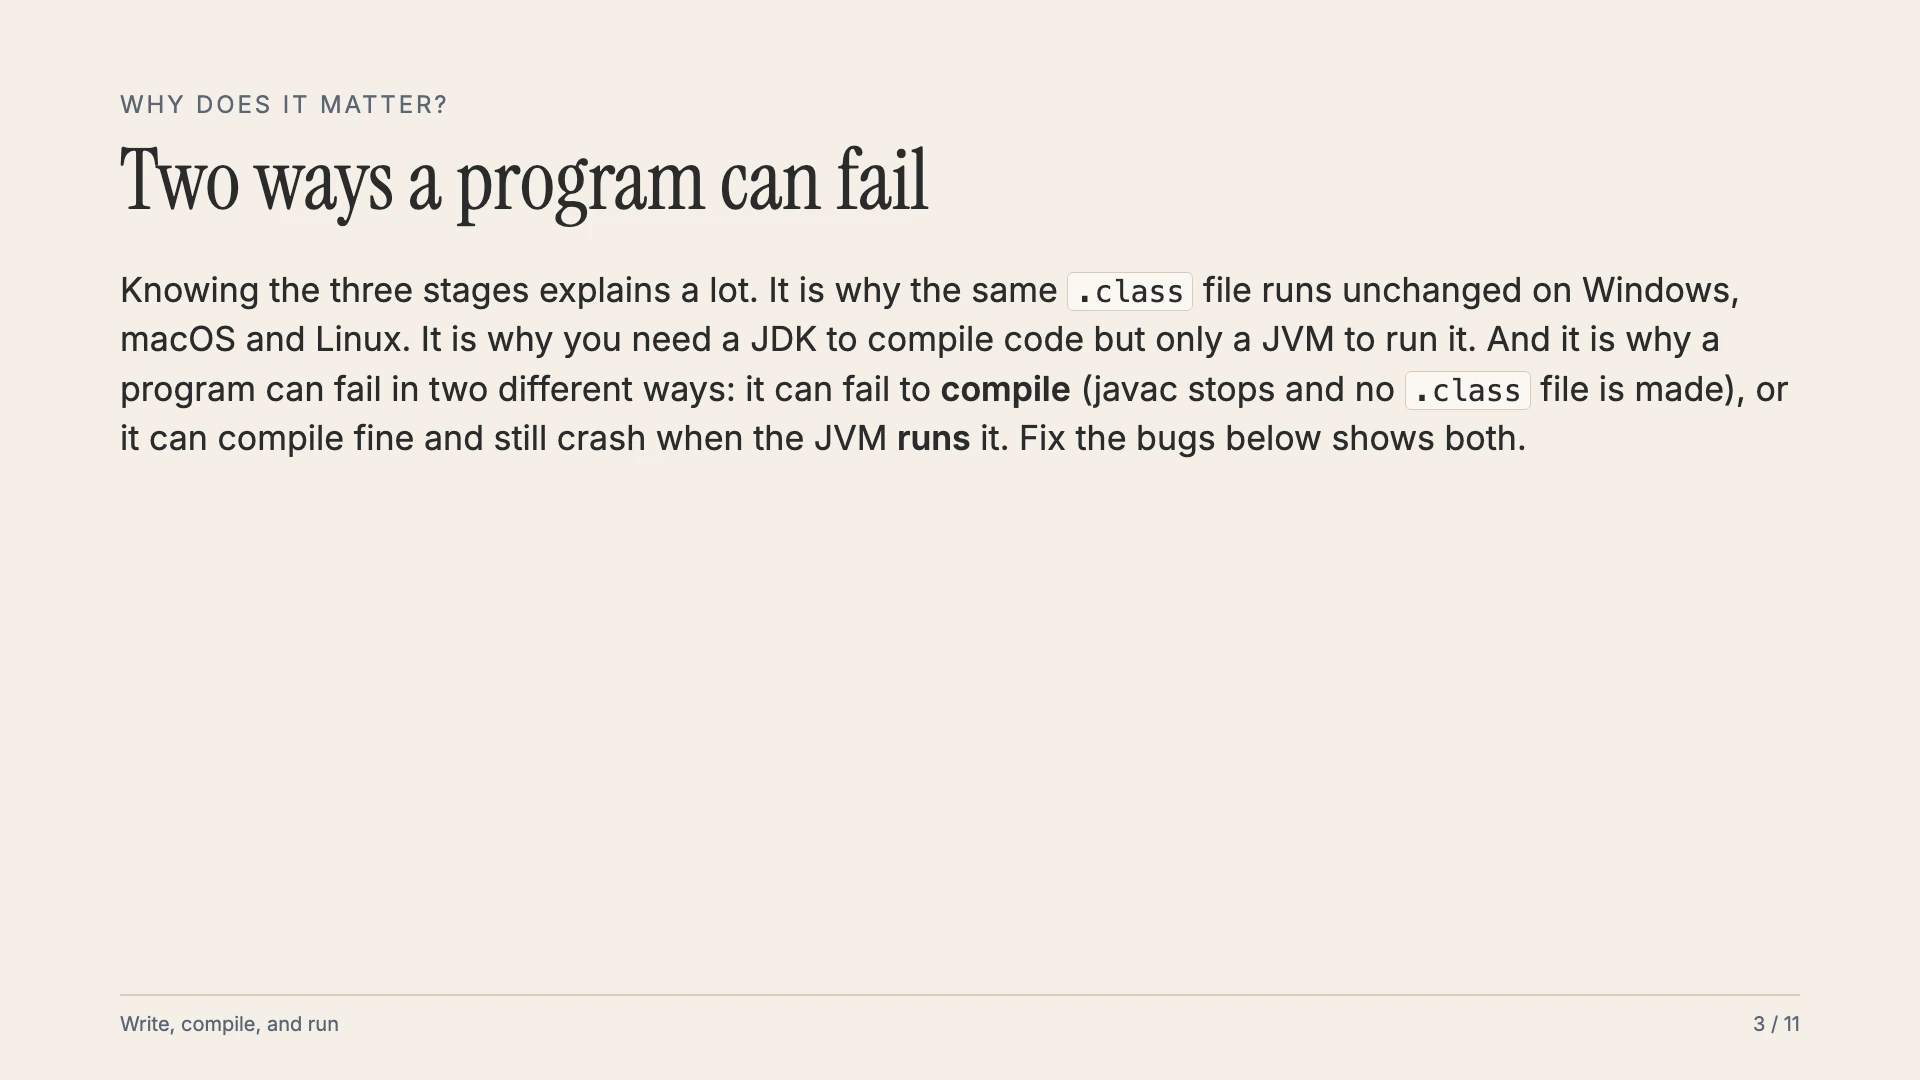 WHY DOES IT MATTER?
Two ways a program can fail
Knowing the three stages explains a lot. It is why the same .class file runs unchanged on Windows,
macOS and Linux. It is why you need a JDK to compile code but only a JVM to run it. And it is why a
program can fail in two different ways: it can fail to compile (javac stops and no .class file is made), or
it can compile fine and still crash when the JVM runs it. Fix the bugs below shows both.
Write, compile, and run
3 / 11